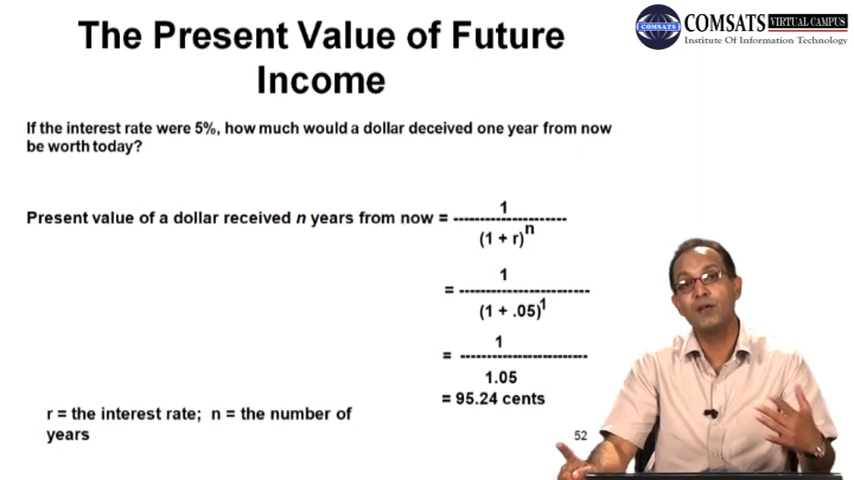 COMSATS VIRTUAL CAMPUS
Institute Of Information Technology
COMSATS
The Present Value of Future
Income
If the interest rate were 5%, how much would a dollar deceived one year from now
be worth today?
Present value of a dollar received n years from now = 1
---------------------
(1 + r)^n
= 1
------------------------
(1 + .05)^1
= 1
------------------------
1.05
= 95.24 cents
r = the interest rate; n = the number of
years
52